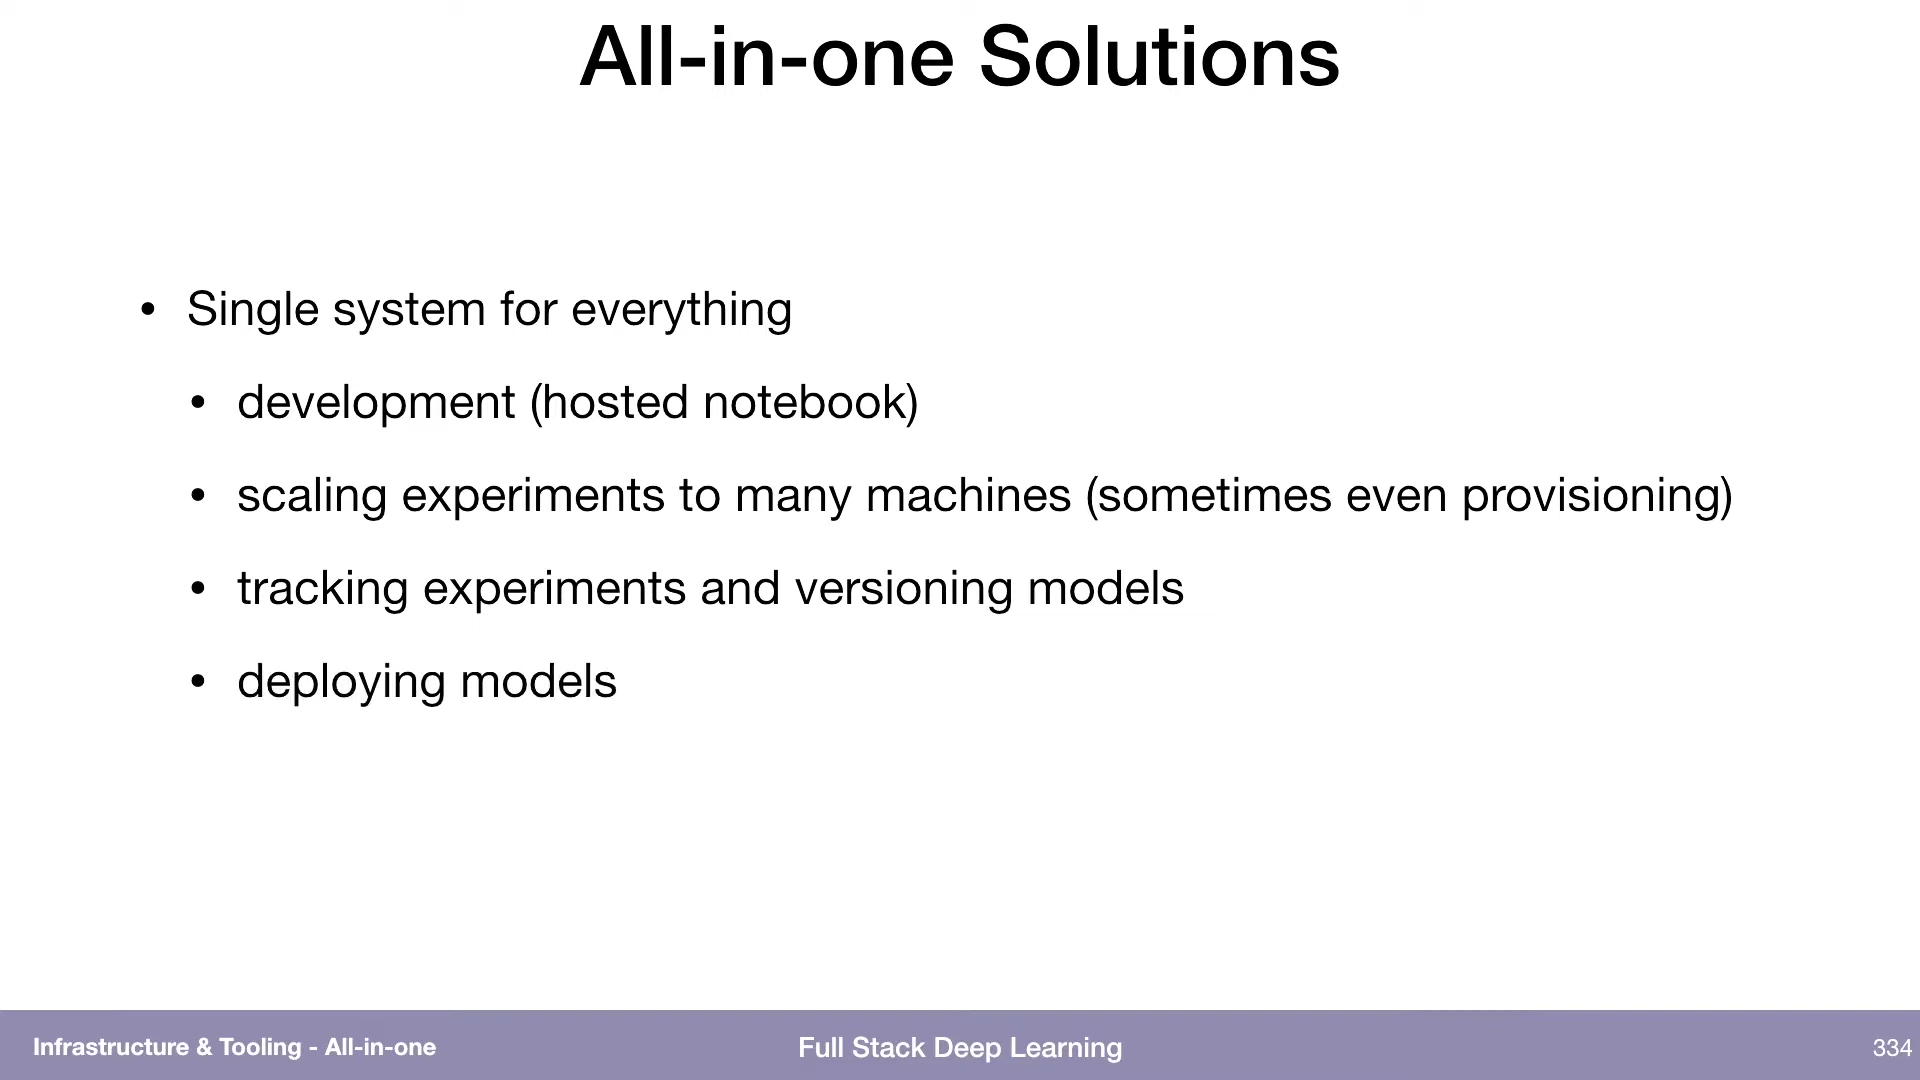 All-in-one Solutions
• Single system for everything
• development (hosted notebook)
• scaling experiments to many machines (sometimes even provisioning)
• tracking experiments and versioning models
• deploying models
Infrastructure & Tooling - All-in-one
Full Stack Deep Learning
334